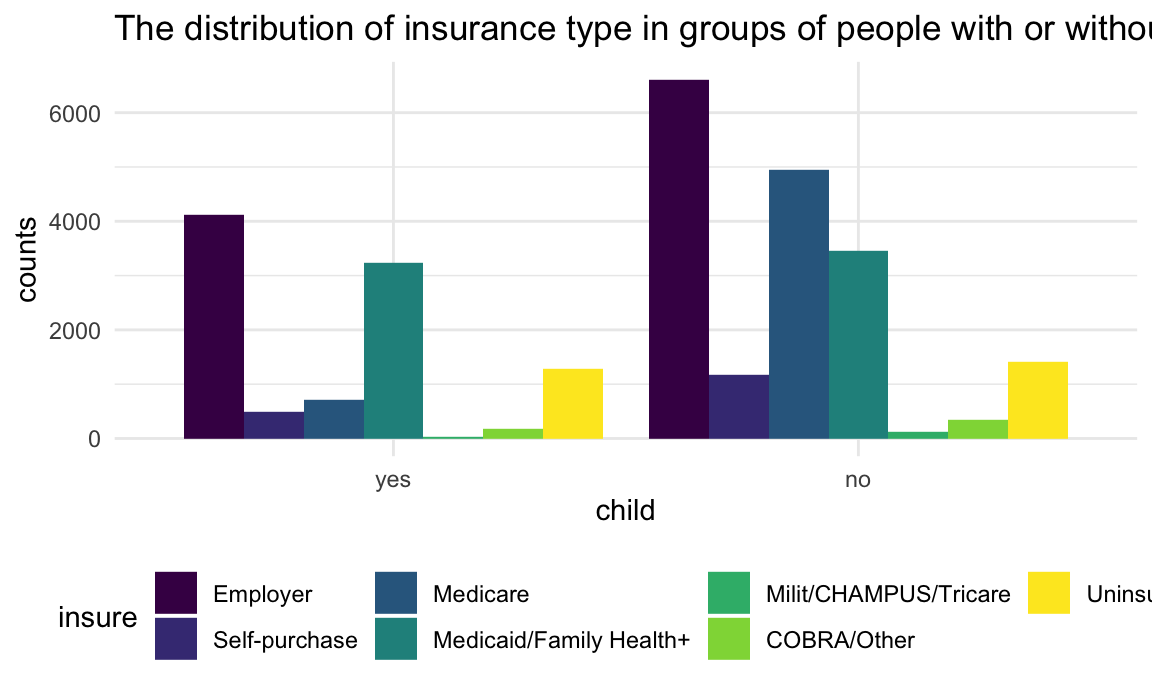 The distribution of insurance type in groups of people with or withou
6000
4000
2000
0
counts
yes no
child
insure
Employer Medicare Milit/CHAMPUS/Tricare Uninsu
Self-purchase Medicaid/Family Health+ COBRA/Other